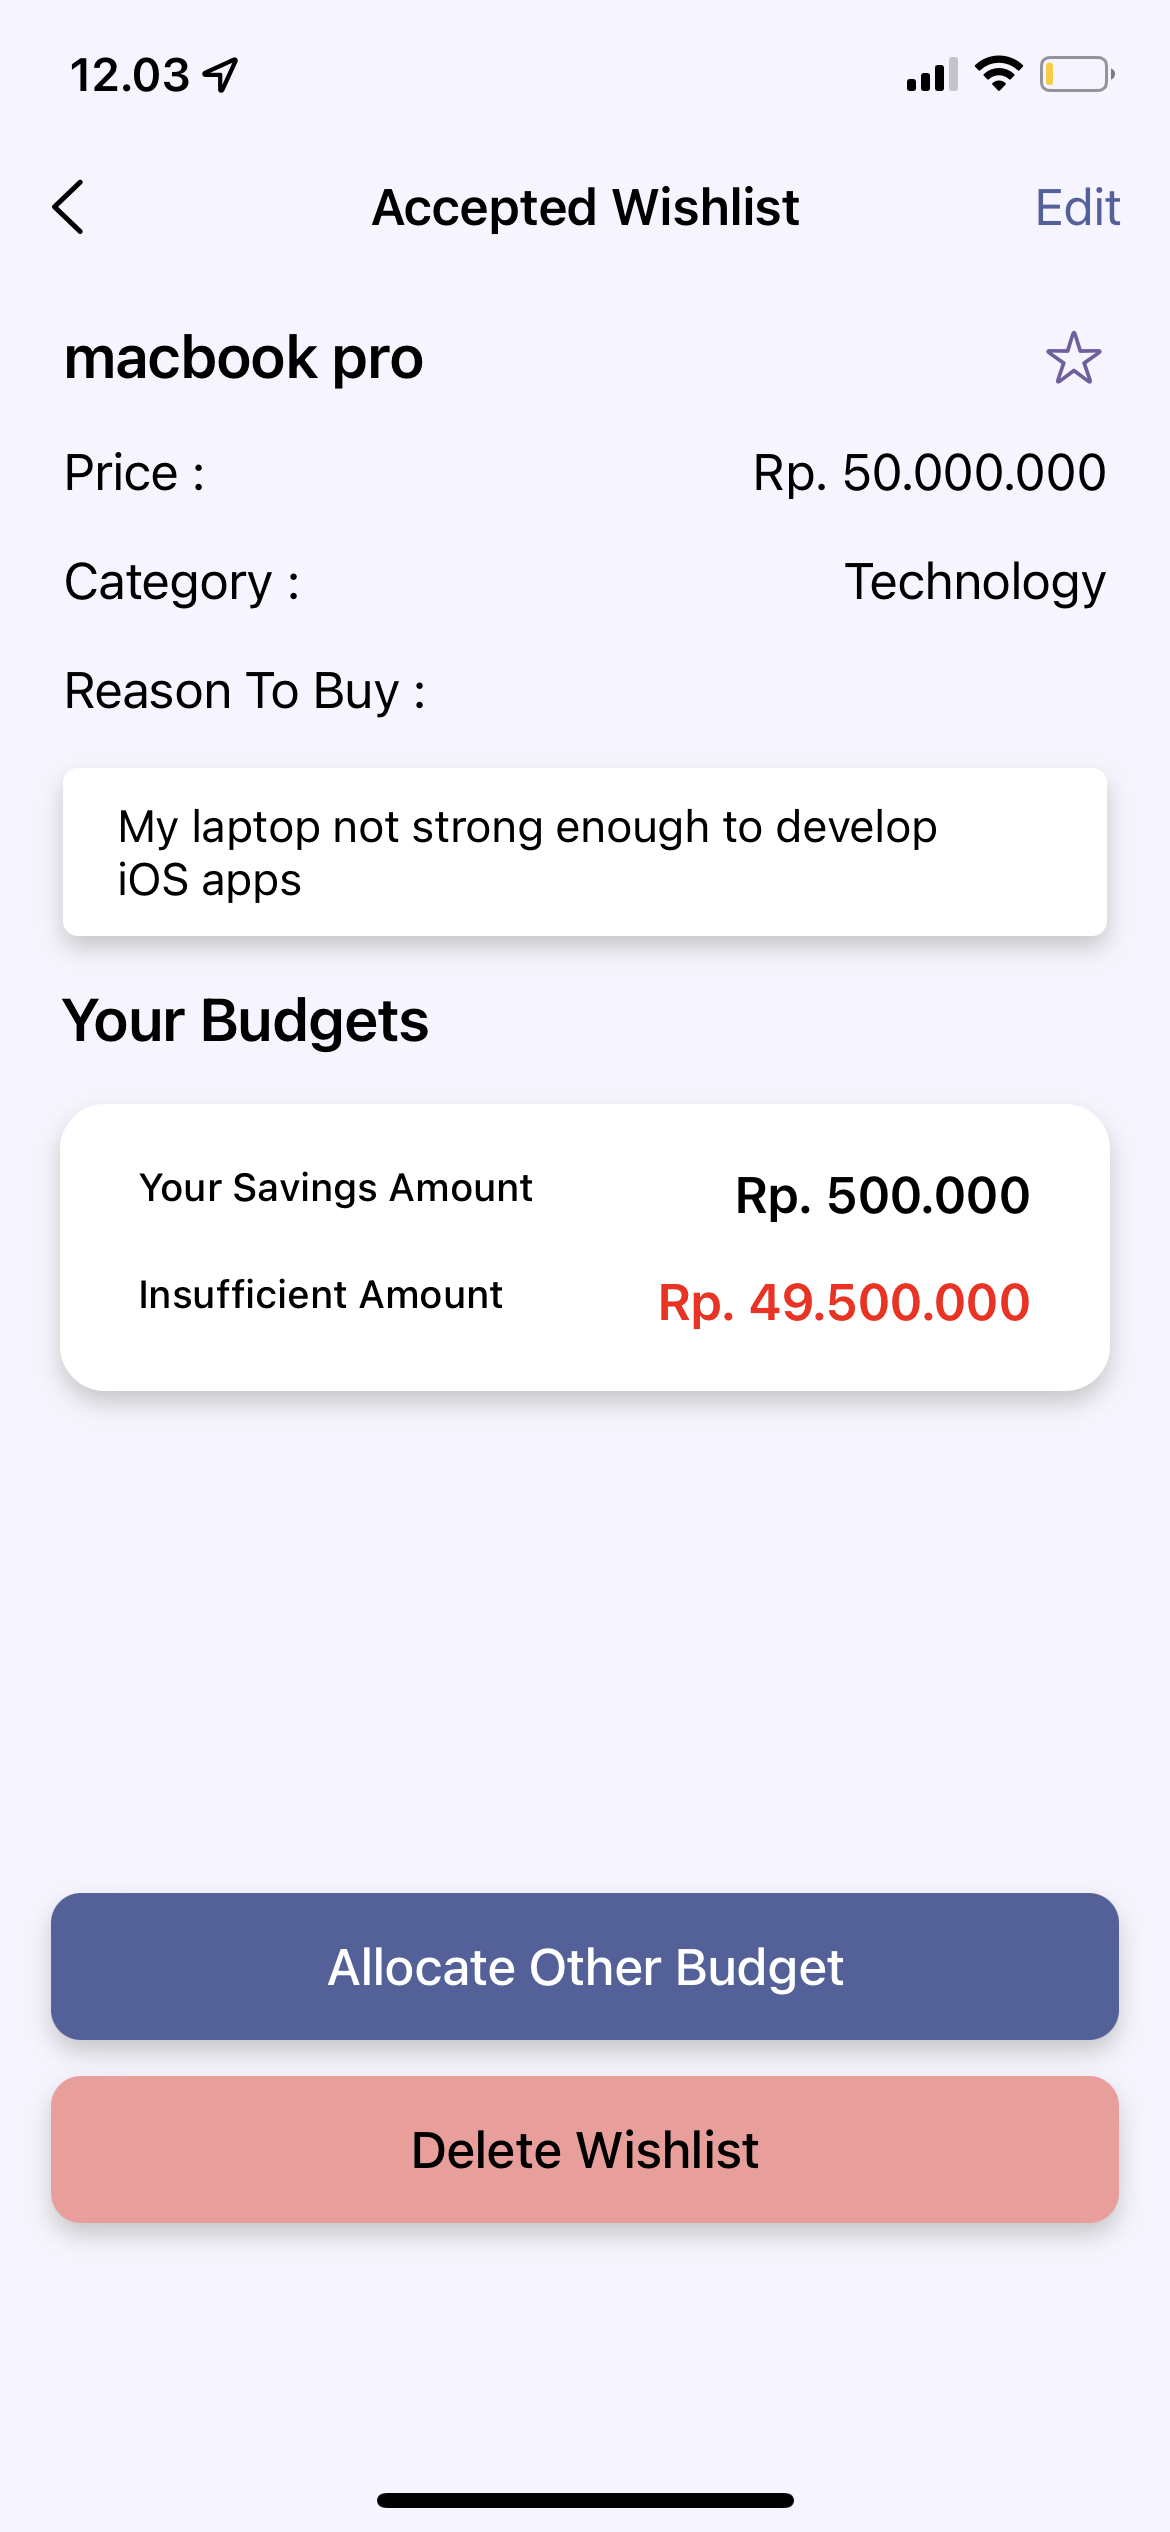 12.03
Accepted Wishlist
Edit
macbook pro
Price :
Rp. 50.000.000
Category :
Technology
Reason To Buy :
My laptop not strong enough to develop
iOS apps
Your Budgets
Your Savings Amount
Rp. 500.000
Insufficient Amount
Rp. 49.500.000
Allocate Other Budget
Delete Wishlist